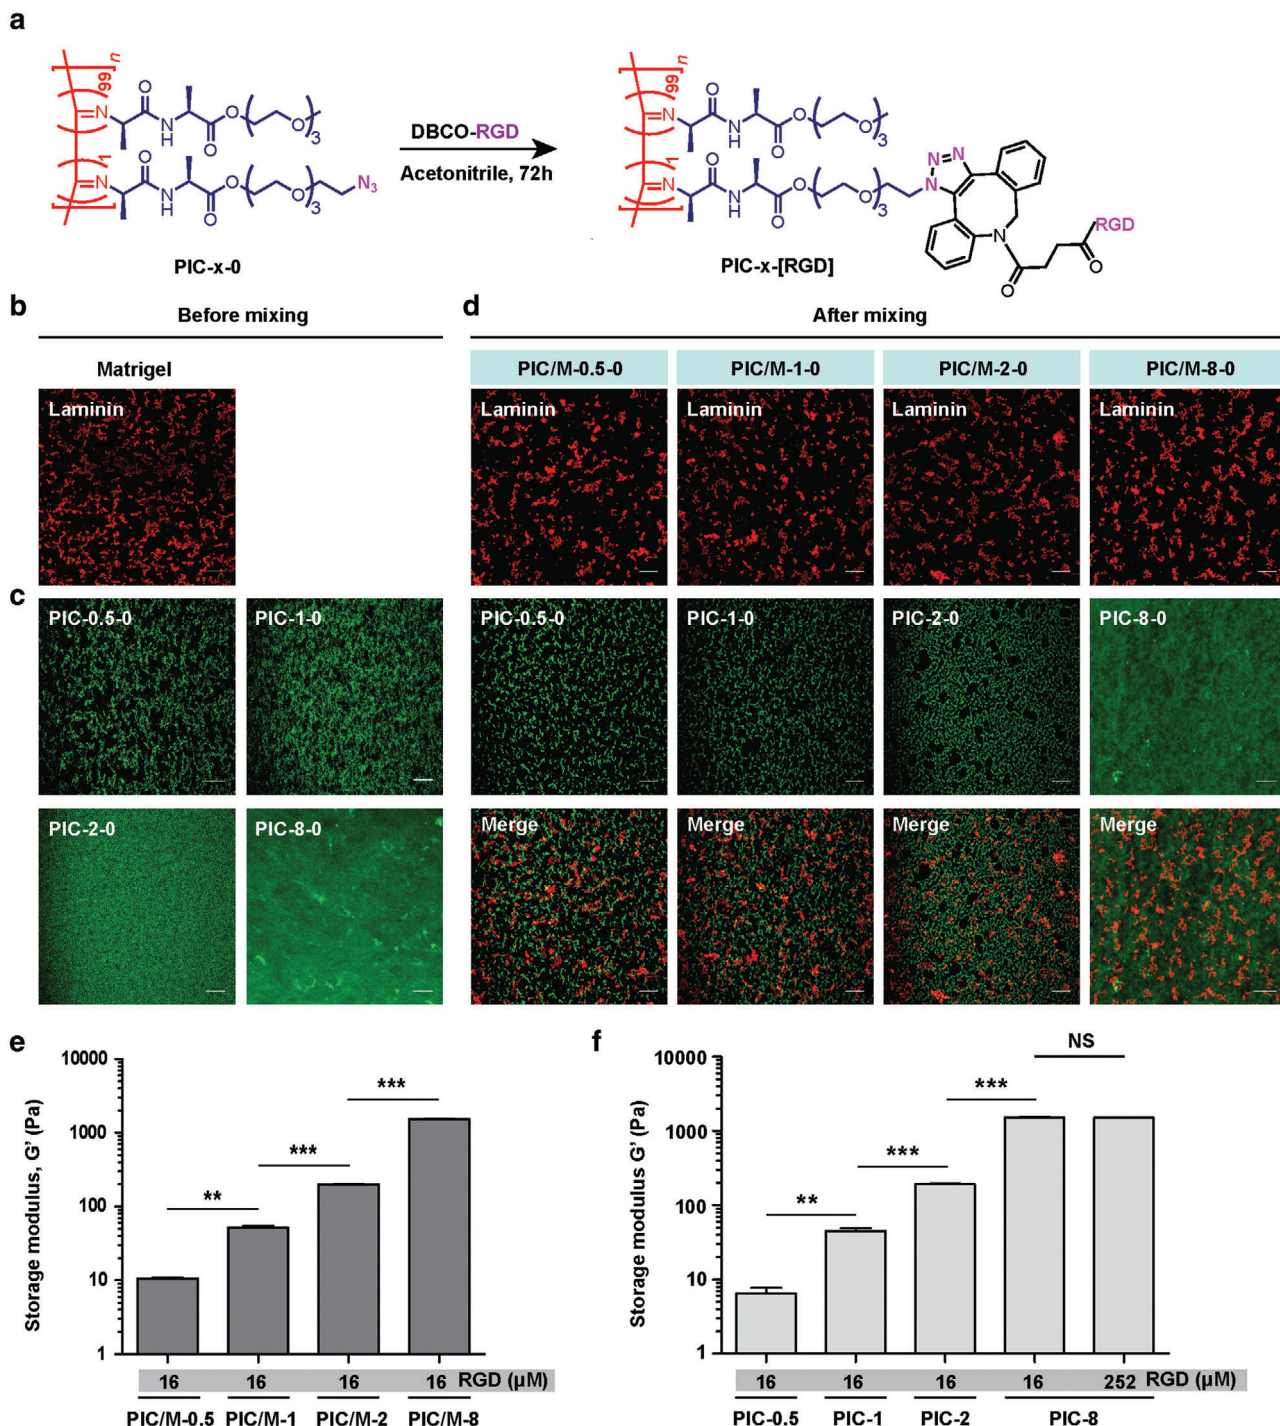 a
99 n
N
O
N
H
O
O
O
3
1
N
O
N
H
O
O
O
3
N3
PIC-x-0
DBCO-RGD
Acetonitrile, 72h
99 n
N
O
N
H
O
O
O
3
1
N
O
N
H
O
O
O
3
N=N
N
N
O
O
RGD
PIC-x-[RGD]
b
Before mixing
Matrigel
Laminin
c
PIC-0.5-0
PIC-1-0
PIC-2-0
PIC-8-0
d
After mixing
PIC/M-0.5-0 PIC/M-1-0 PIC/M-2-0 PIC/M-8-0
Laminin Laminin Laminin Laminin
PIC-0.5-0 PIC-1-0 PIC-2-0 PIC-8-0
Merge Merge Merge Merge
e
Storage modulus, G' (Pa)
10000
1000
100
10
1
**
***
***
16 16 16 16 RGD (μM)
PIC/M-0.5 PIC/M-1 PIC/M-2 PIC/M-8
f
Storage modulus G' (Pa)
10000
1000
100
10
1
**
***
***
NS
16 16 16 16 252 RGD (μM)
PIC-0.5 PIC-1 PIC-2 PIC-8